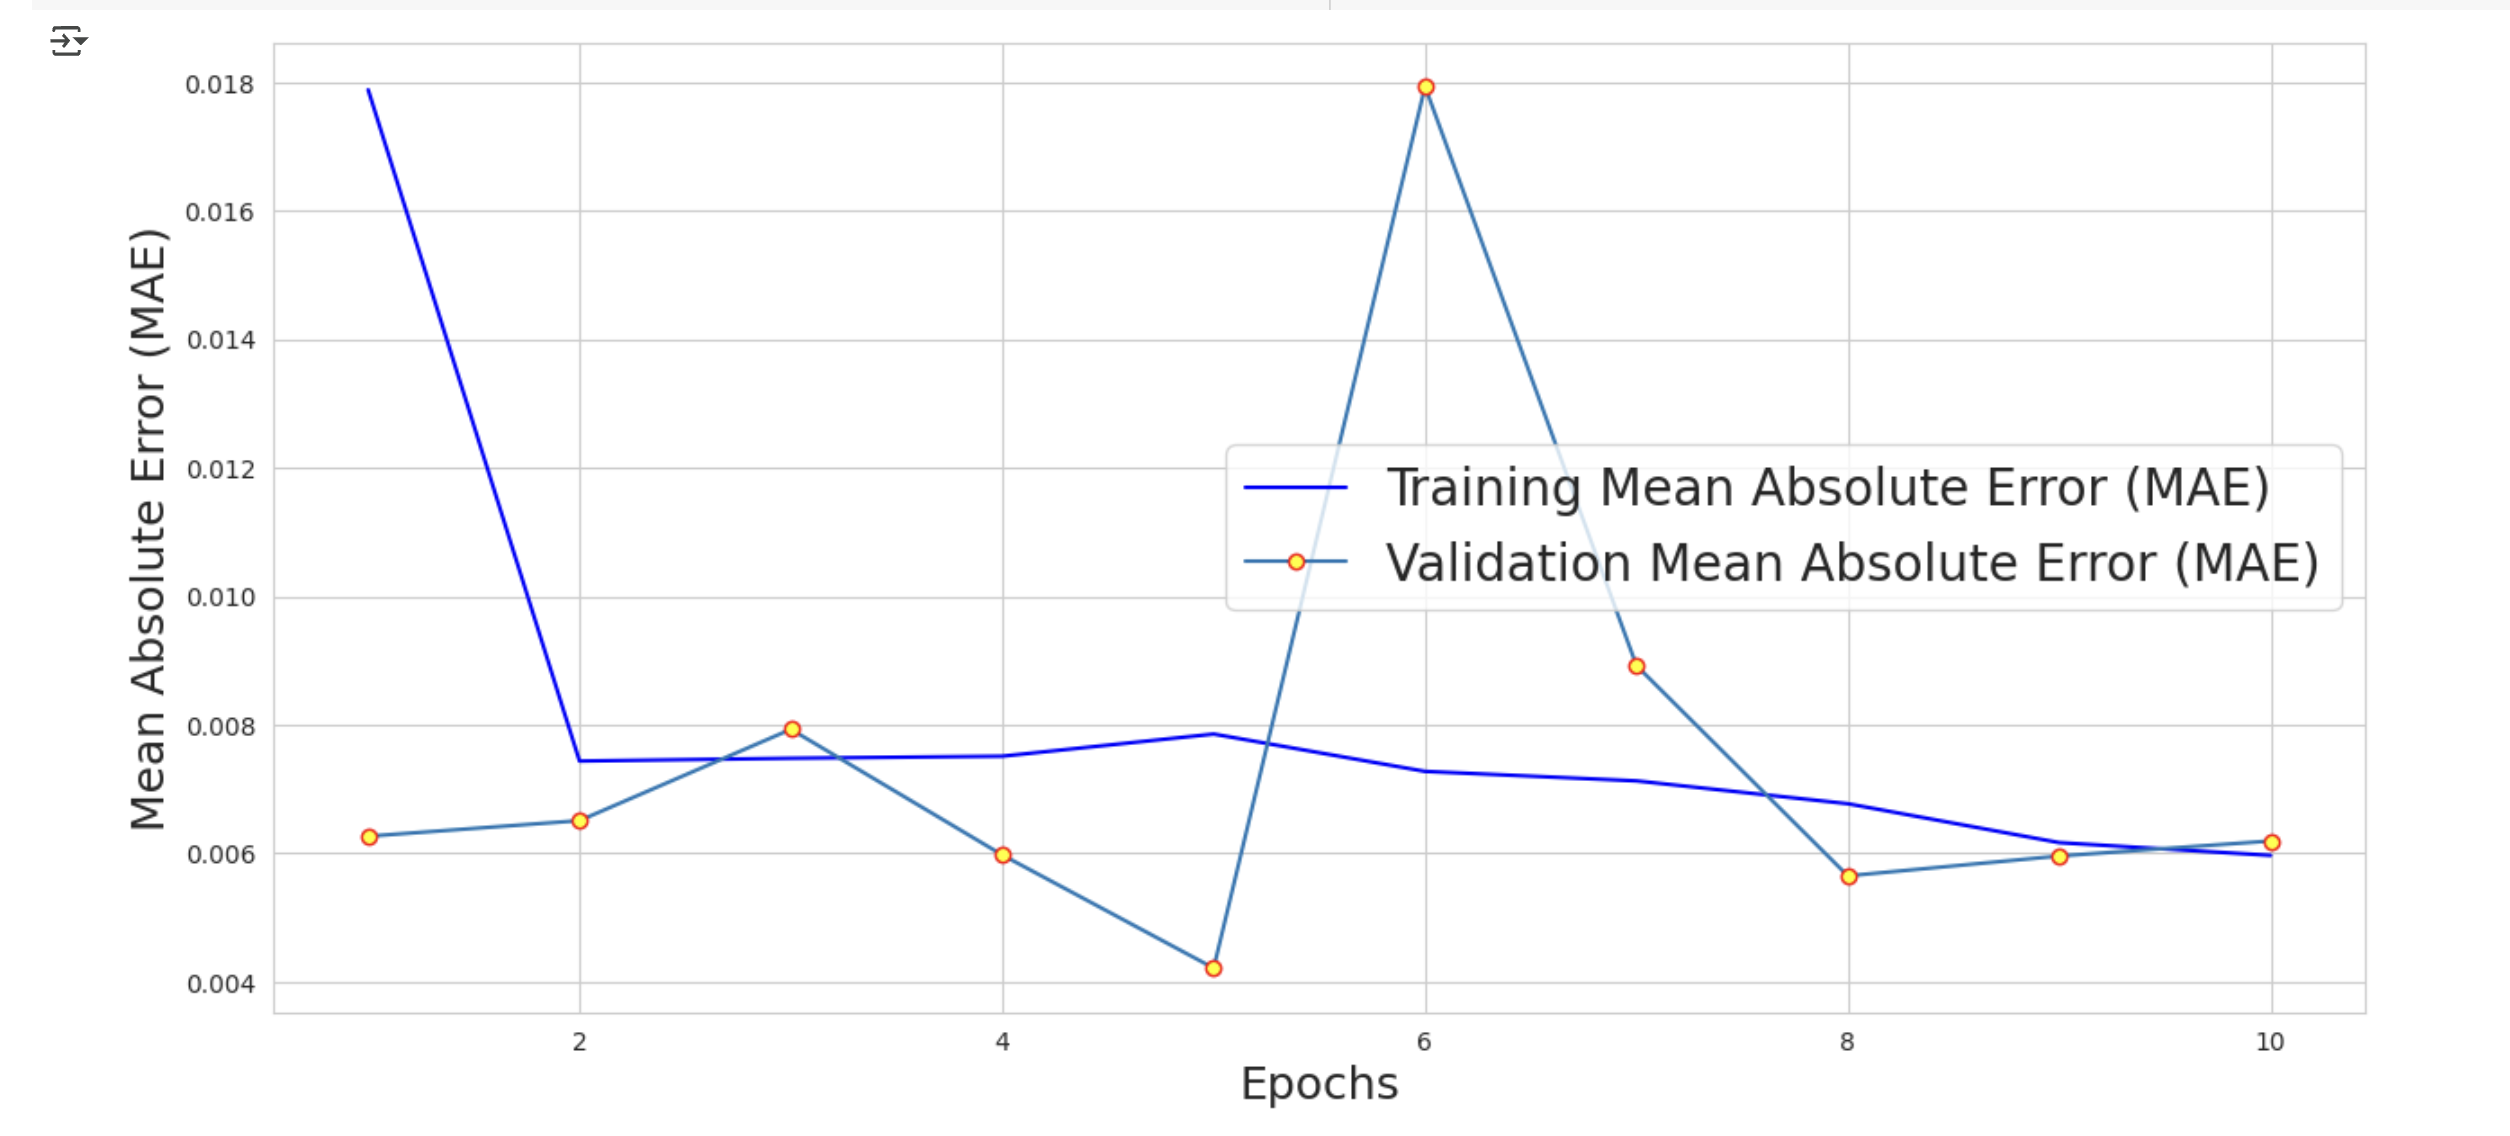 0.018
0.016
0.014
0.012
0.010
0.008
0.006
0.004
Mean Absolute Error (MAE)
Training Mean Absolute Error (MAE)
Validation Mean Absolute Error (MAE)
2 4 6 8 10
Epochs